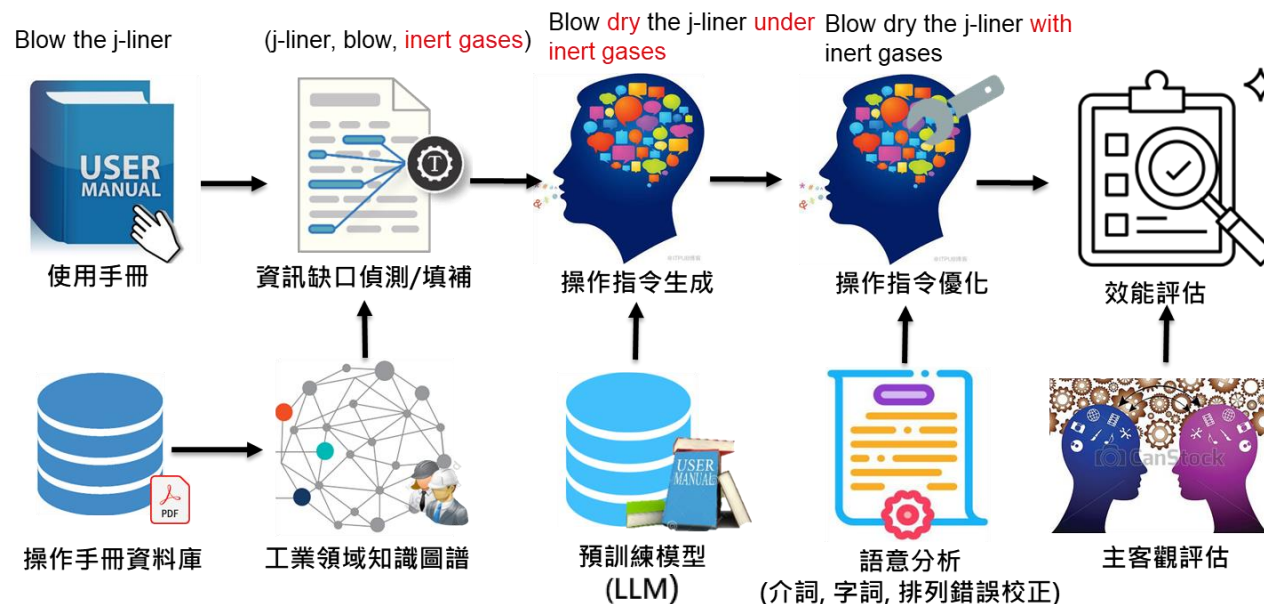 Blow the j-liner
(j-liner, blow, inert gases)
Blow dry the j-liner under
inert gases
Blow dry the j-liner with
inert gases
USER
MANUAL
T
&
使用手冊
資訊缺口偵測/填補
操作指令生成
操作指令優化
效能評估
PDF
USER
MANUAL
CanStock
操作手冊資料庫
工業領域知識圖譜
預訓練模型
(LLM)
語意分析
(介詞, 字詞, 排列錯誤校正)
主客觀評估